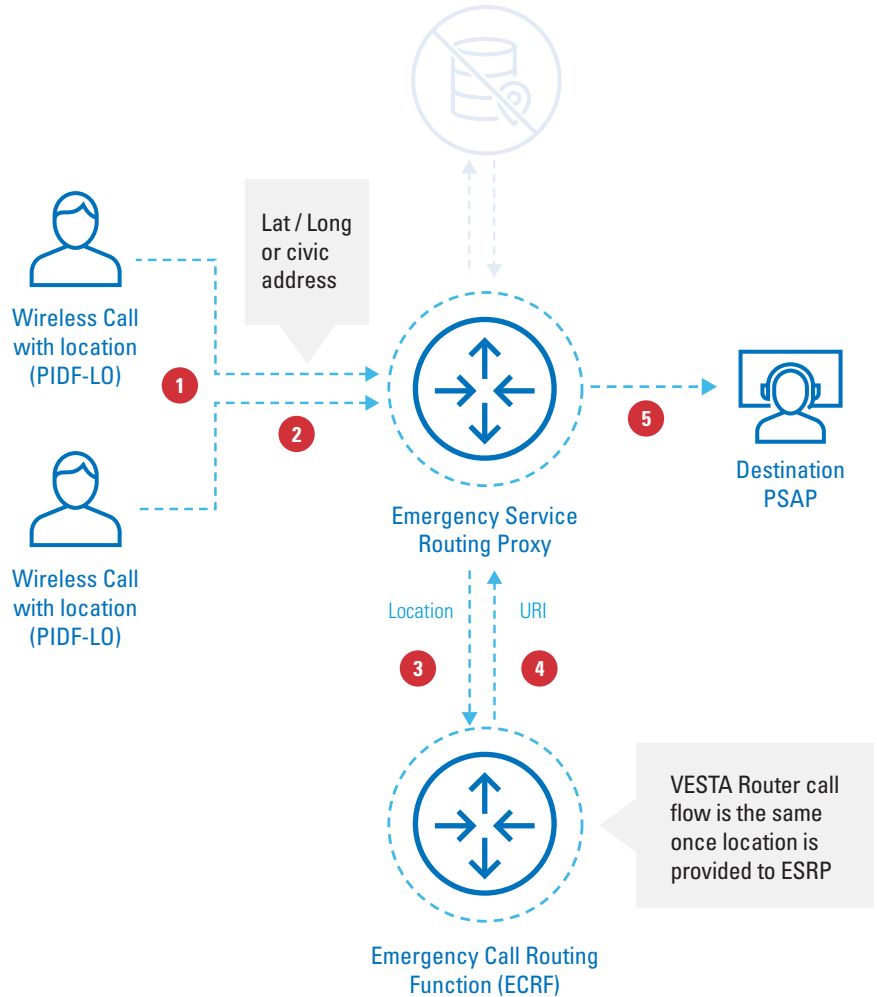 Lat / Long
or civic
address
Wireless Call
with location
(PIDF-LO)
1
2
5
Destination
PSAP
Emergency Service
Routing Proxy
Wireless Call
with location
(PIDF-LO)
Location
URI
3
4
VESTA Router call
flow is the same
once location is
provided to ESRP
Emergency Call Routing
Function (ECRF)